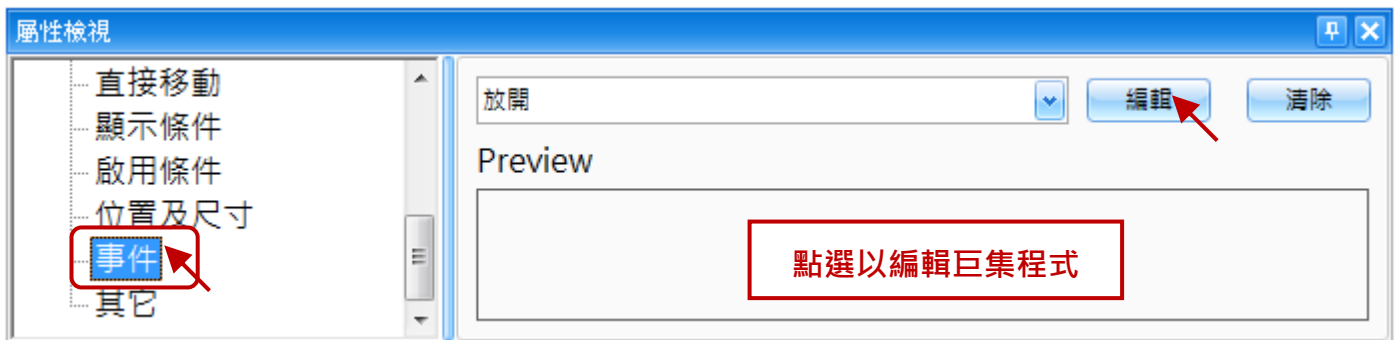 屬性檢視
直接移動
顯示條件
啟用條件
位置及尺寸
事件
其它
放開
編輯
清除
Preview
點選以編輯巨集程式